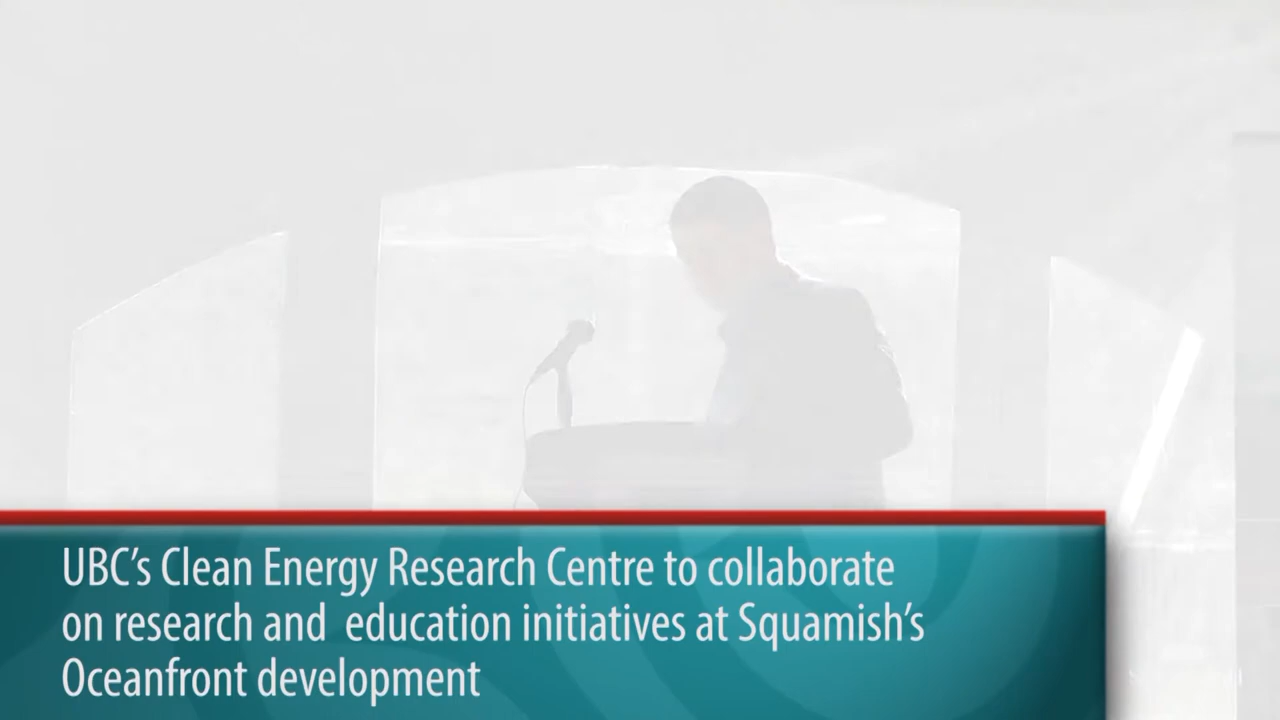 UBC’s Clean Energy Research Centre to collaborate
on research and  education initiatives at Squamish’s
Oceanfront development